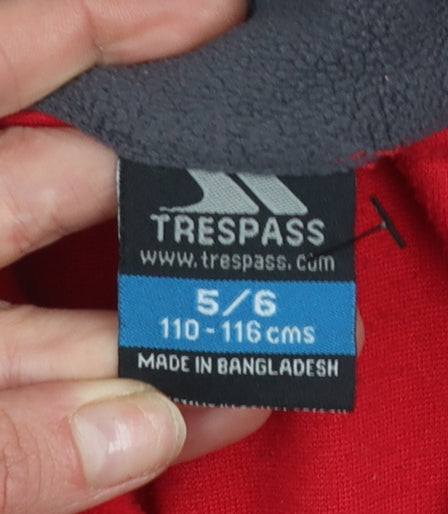 TRESPASS
www.trespass.com
5/6
110 - 116 cms
MADE IN BANGLADESH